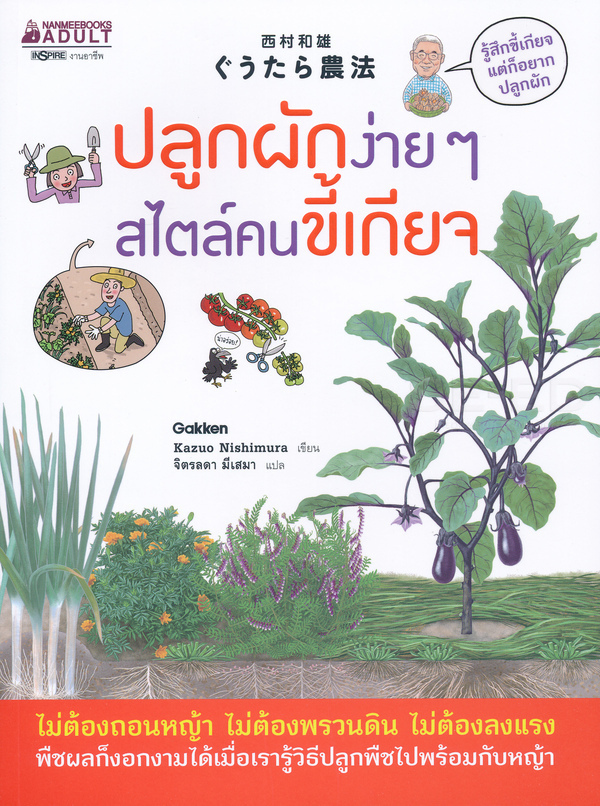 NANMEEBOOKS
ADULT
INSPIRE งานอาชีพ
西村和雄
ぐうたら農法
รู้สึกขี้เกียจ
แต่ก็อยาก
ปลูกผัก
ปลูกผักง่าย ๆ
สไตล์คนขี้เกียจ
น่าอร่อย!
Gakken
Kazuo Nishimura เขียน
จิตรลดา มีเสมา แปล
ไม่ต้องถอนหญ้า ไม่ต้องพรวนดิน ไม่ต้องลงแรง
พืชผลก็งอกงามได้เมื่อเรารู้วิธีปลูกพืชไปพร้อมกับหญ้า